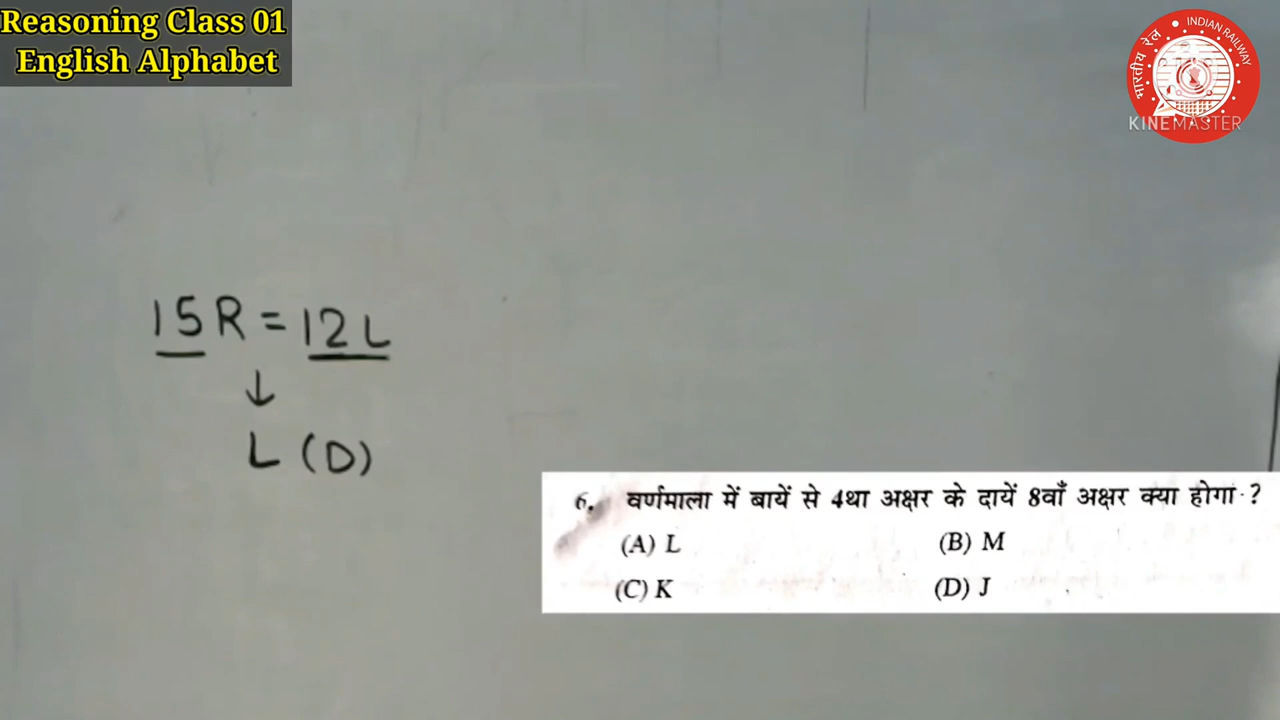 Reasoning Class 01
English Alphabet
भारतीय रेल
INDIAN RAILWAY
KINEMASTER
15R = 12L
↓
L (D)
6. वर्णमाला में बायें से 4था अक्षर के दायें 8वाँ अक्षर क्या होगा ?
(A) L (B) M
(C) K (D) J